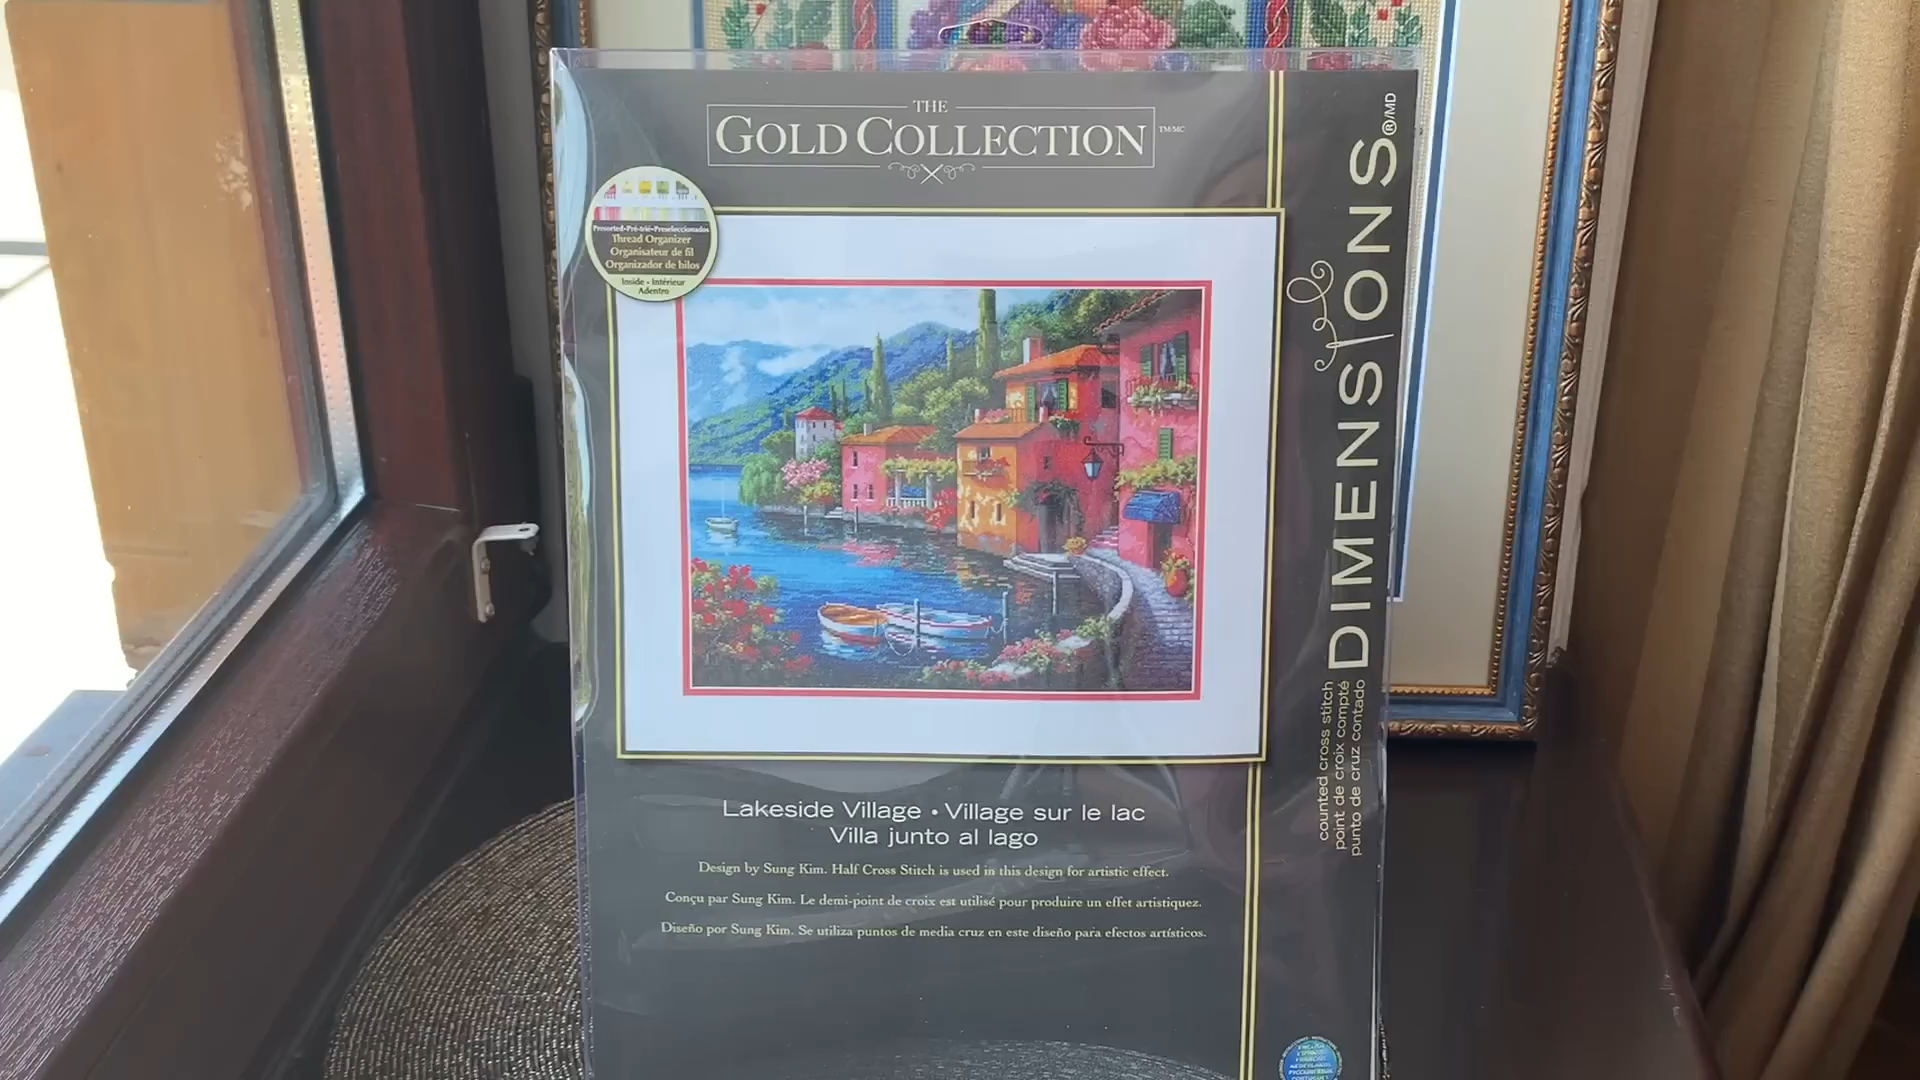 THE
GOLD COLLECTION
TM/MC
Presorted•Pré-trié•Preseleccionados
Thread Organizer
Organisateur de fil
Organizador de hilos
Inside - Intérieur
Adentro
DIMENSIONS®/MD
counted cross stitch
point de croix compté
punto de cruz contado
Lakeside Village • Village sur le lac
Villa junto al lago
Design by Sung Kim. Half Cross Stitch is used in this design for artistic effect.
Conçu par Sung Kim. Le demi-point de croix est utilisé pour produire un effet artistiquez.
Diseño por Sung Kim. Se utiliza puntos de media cruz en este diseño para efectos artísticos.